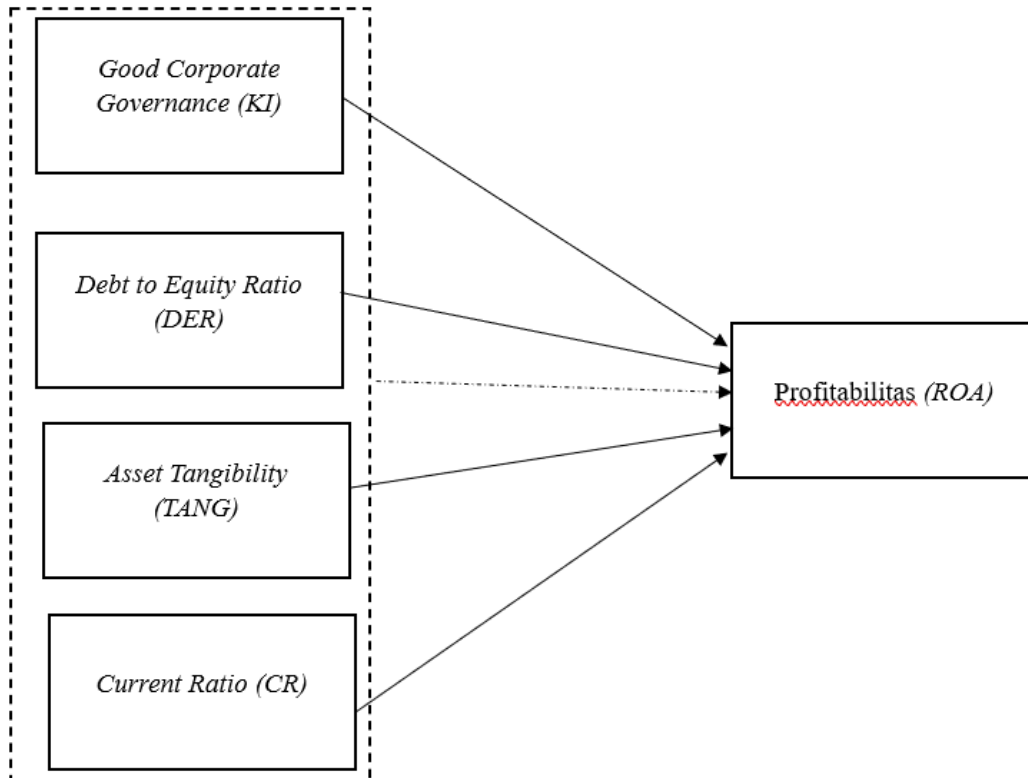 Good Corporate
Governance (KI)
Debt to Equity Ratio
(DER)
Profitabilitas (ROA)
Asset Tangibility
(TANG)
Current Ratio (CR)